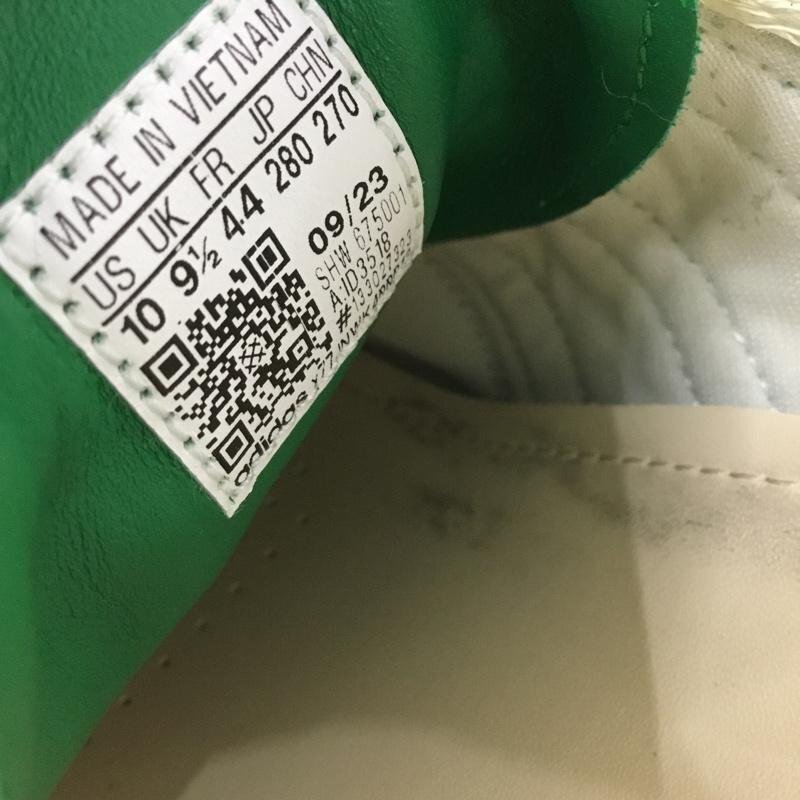 MADE IN VIETNAM
US UK FR JP CHN
10 9½ 44 280 270
09/23
SHW 675001
A:ID3518
adidas